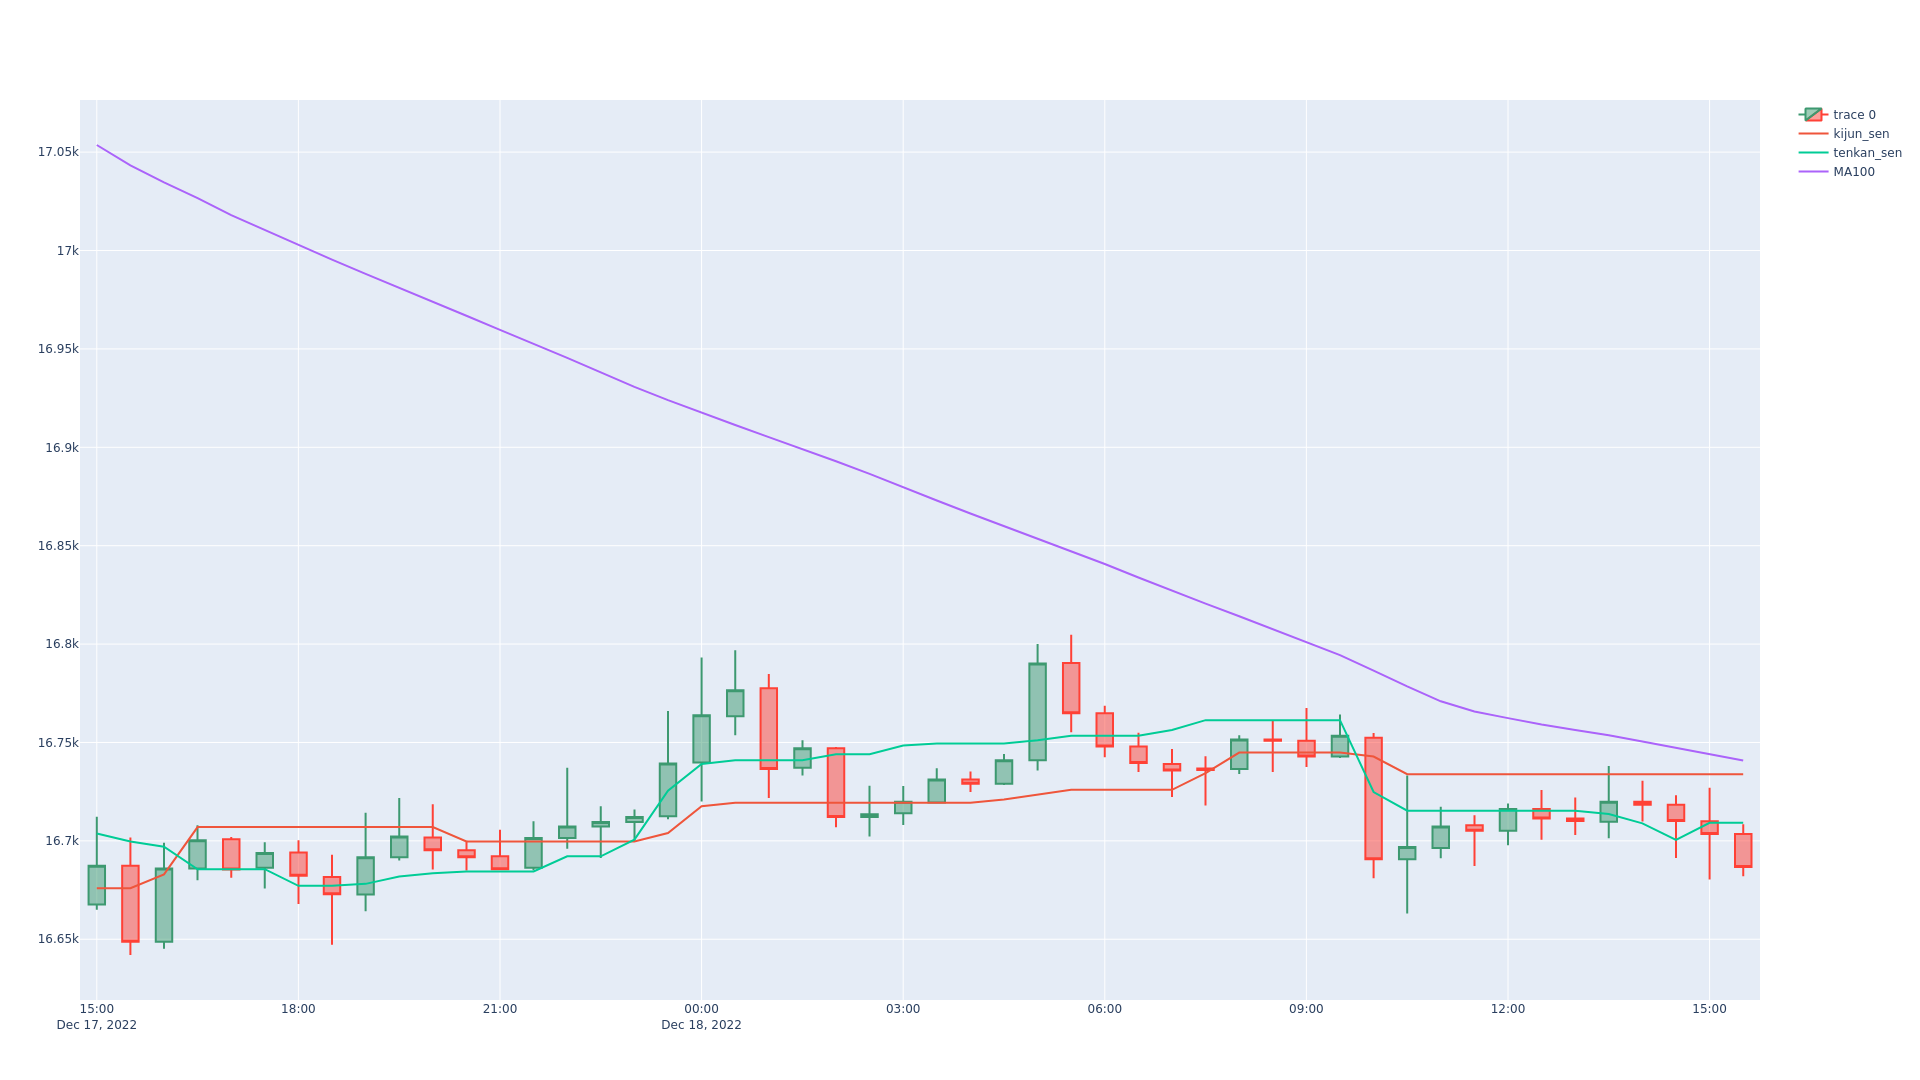 trace 0
kijun_sen
tenkan_sen
MA100
17.05k
17k
16.95k
16.9k
16.85k
16.8k
16.75k
16.7k
16.65k
15:00 18:00 21:00 00:00 03:00 06:00 09:00 12:00 15:00
Dec 17, 2022 Dec 18, 2022